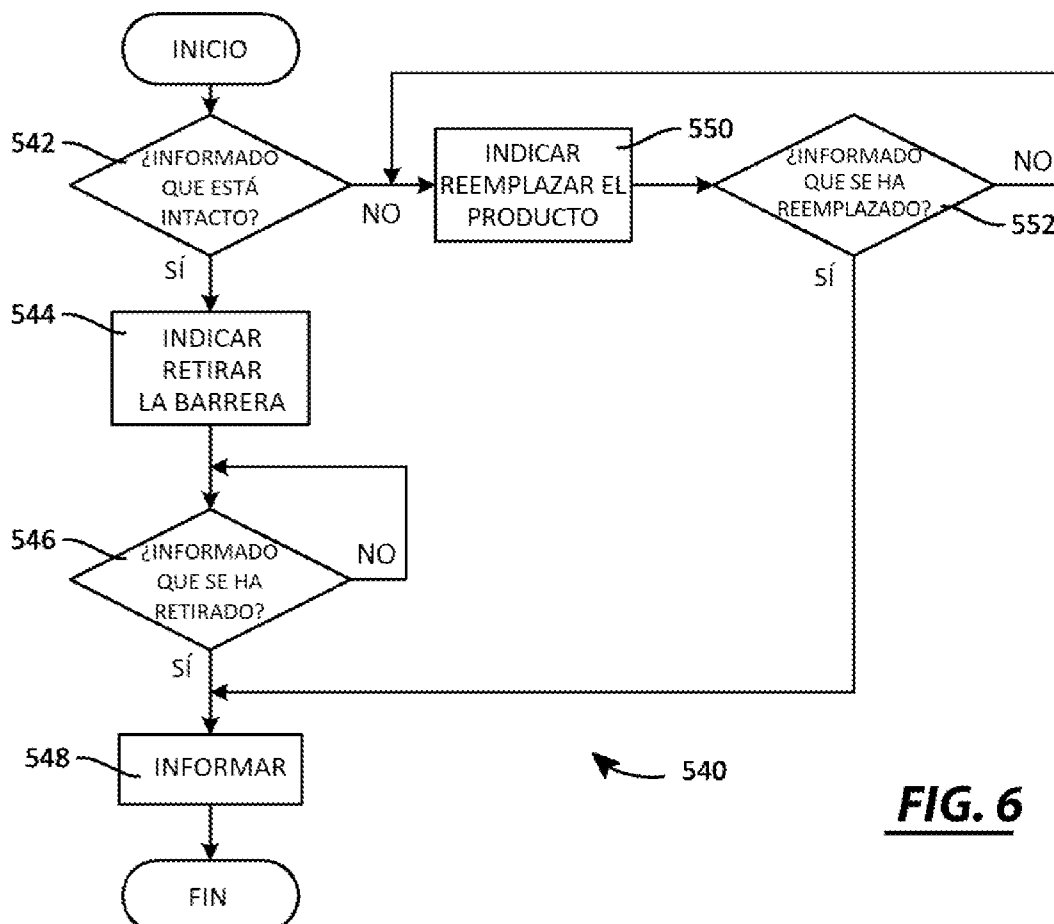 INICIO
542
¿INFORMADO
QUE ESTÁ
INTACTO?
NO
SÍ
550
INDICAR
REEMPLAZAR EL
PRODUCTO
¿INFORMADO
QUE SE HA
REEMPLAZADO?
NO
552
SÍ
544
INDICAR
RETIRAR
LA BARRERA
546
¿INFORMADO
QUE SE HA
RETIRADO?
NO
SÍ
548
INFORMAR
540
FIG. 6
FIN